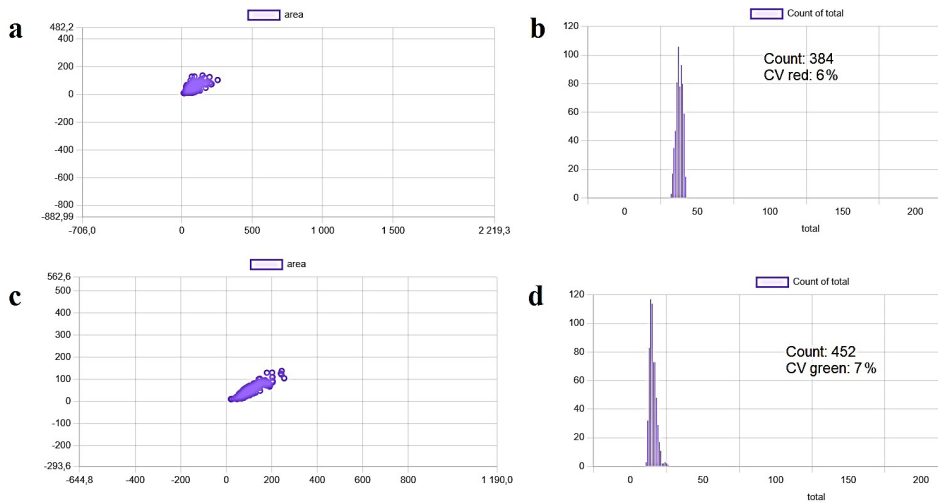 a
area
482,2
400
200
0
-200
-400
-600
-800
-882,99
-706,0 0 500 1 000 1 500 2 219,3
b
Count of total
120
100
80
60
40
20
0
Count: 384
CV red: 6%
0 50 100 150 200
total
c
area
562,6
500
400
300
200
100
0
-100
-200
-293,6
-644,8 -400 -200 0 200 400 600 800 1 190,0
d
Count of total
120
100
80
60
40
20
0
Count: 452
CV green: 7%
0 50 100 150 200
total